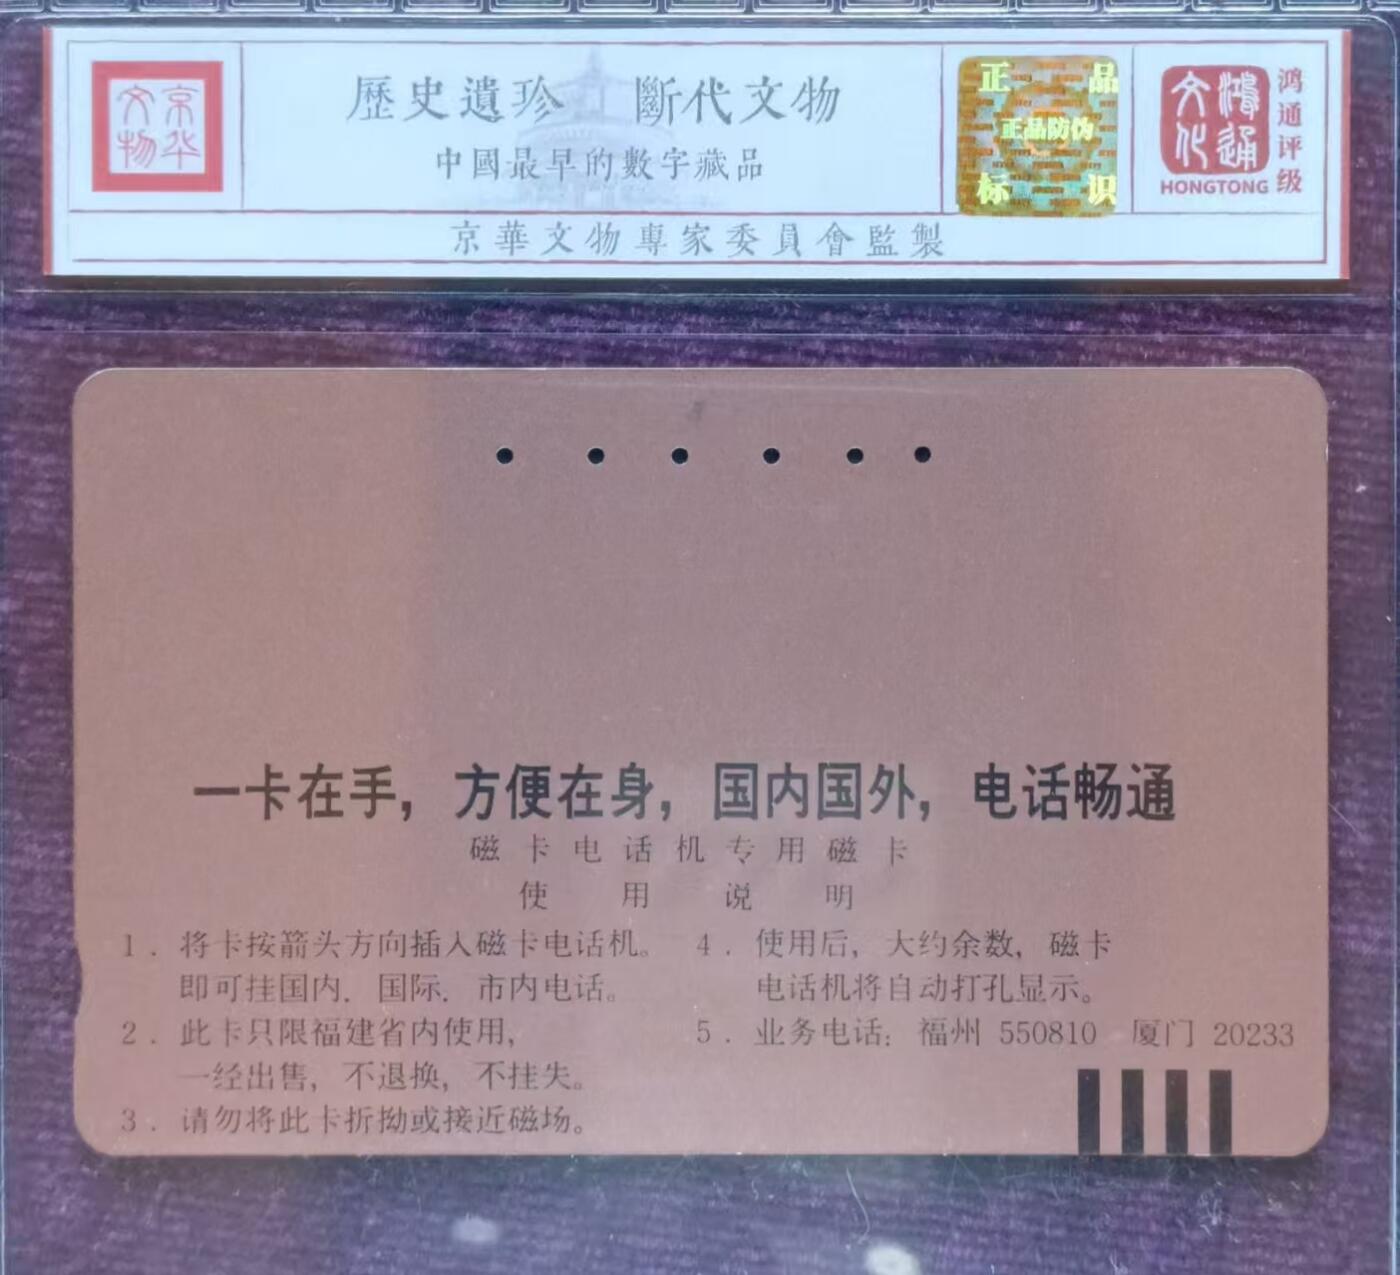 京华
文物
歷史遺珍 斷代文物
中國最早的數字藏品
京華文物專家委員會監製
正品
正品防伪
标识
鸿通
文化
HONGTONG
鸿通评级
一卡在手，方便在身，国内国外，电话畅通
磁卡电话机专用磁卡
使用说明
1．将卡按箭头方向插入磁卡电话机。
即可挂国内．国际．市内电话。
2．此卡只限福建省内使用，
一经出售，不退换，不挂失。
3．请勿将此卡折拗或接近磁场。
4．使用后，大约余数，磁卡
电话机将自动打孔显示。
5．业务电话：福州 550810 厦门 20233